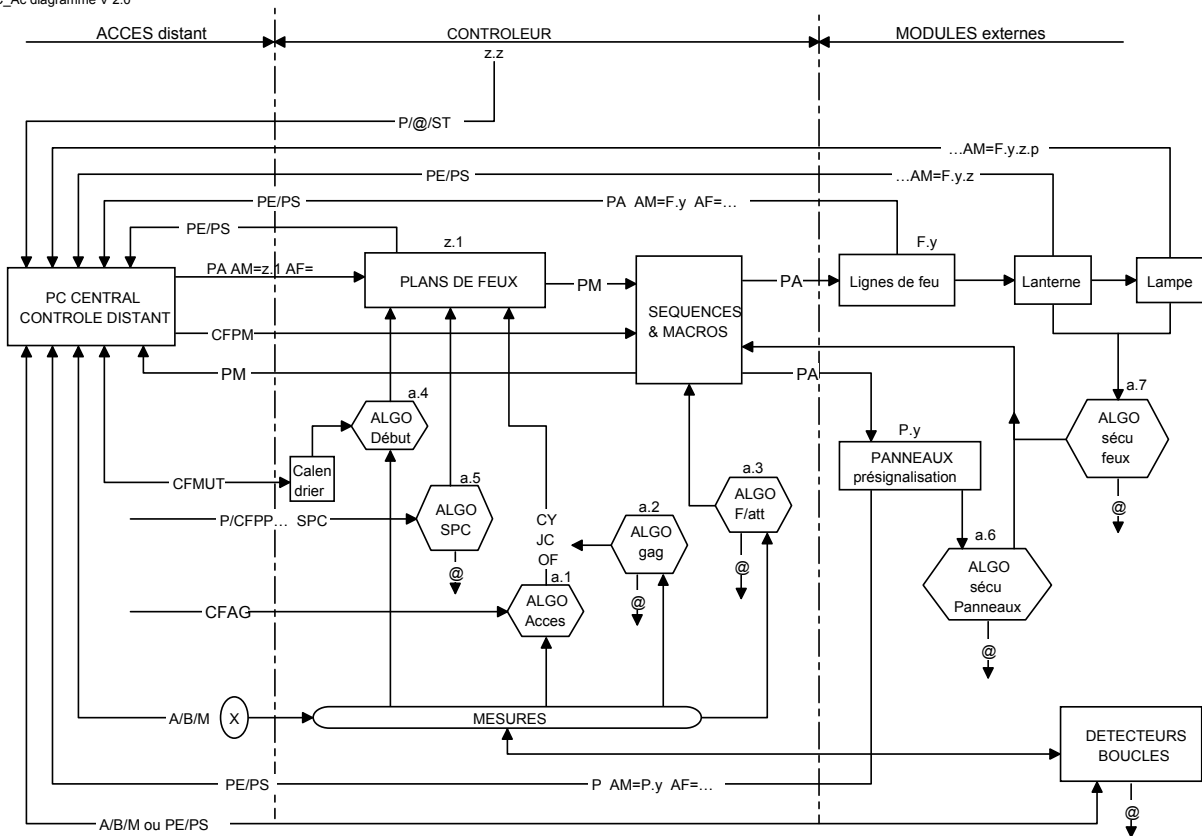 ACCES distant
CONTROLEUR
MODULES externes
z.z
P/@/ST
…AM=F.y.z.p
PE/PS
…AM=F.y.z
PE/PS
PA AM=F.y AF=…
PE/PS
z.1
F.y
PA AM=z.1 AF=
PLANS DE FEUX
PM
PA
Lignes de feu
Lanterne
Lampe
PC CENTRAL
CONTROLE DISTANT
SEQUENCES
& MACROS
CFPM
PM
PA
a.4
ALGO
Début
a.7
ALGO
sécu
feux
@
P.y
PANNEAUX
présignalisation
CFMUT
Calen
drier
a.5
ALGO
SPC
@
P/CFPP… SPC
CY
JC
OF
a.2
ALGO
gag
@
a.3
ALGO
F/att
@
a.6
ALGO
sécu
Panneaux
@
CFAG
a.1
ALGO
Acces
A/B/M
X
MESURES
DETECTEURS
BOUCLES
@
PE/PS
P AM=P.y AF=…
A/B/M ou PE/PS